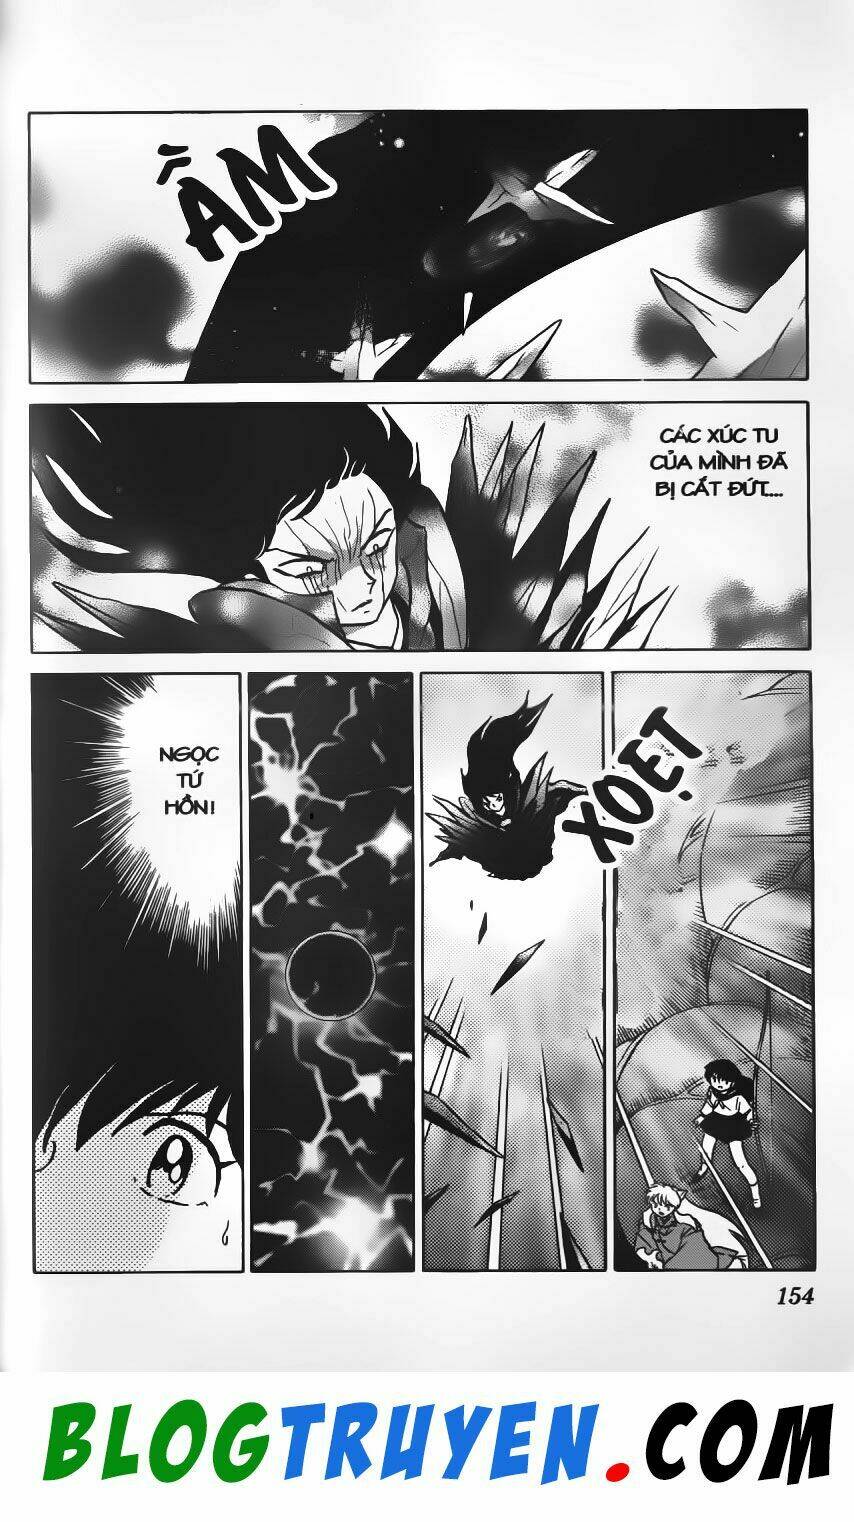 ẦM
CÁC XÚC TU
CỦA MÌNH ĐÃ
BỊ CẮT ĐỨT....
XOẸT
NGỌC
TỨ
HỒN!
154
BLOGTRUYEN.COM